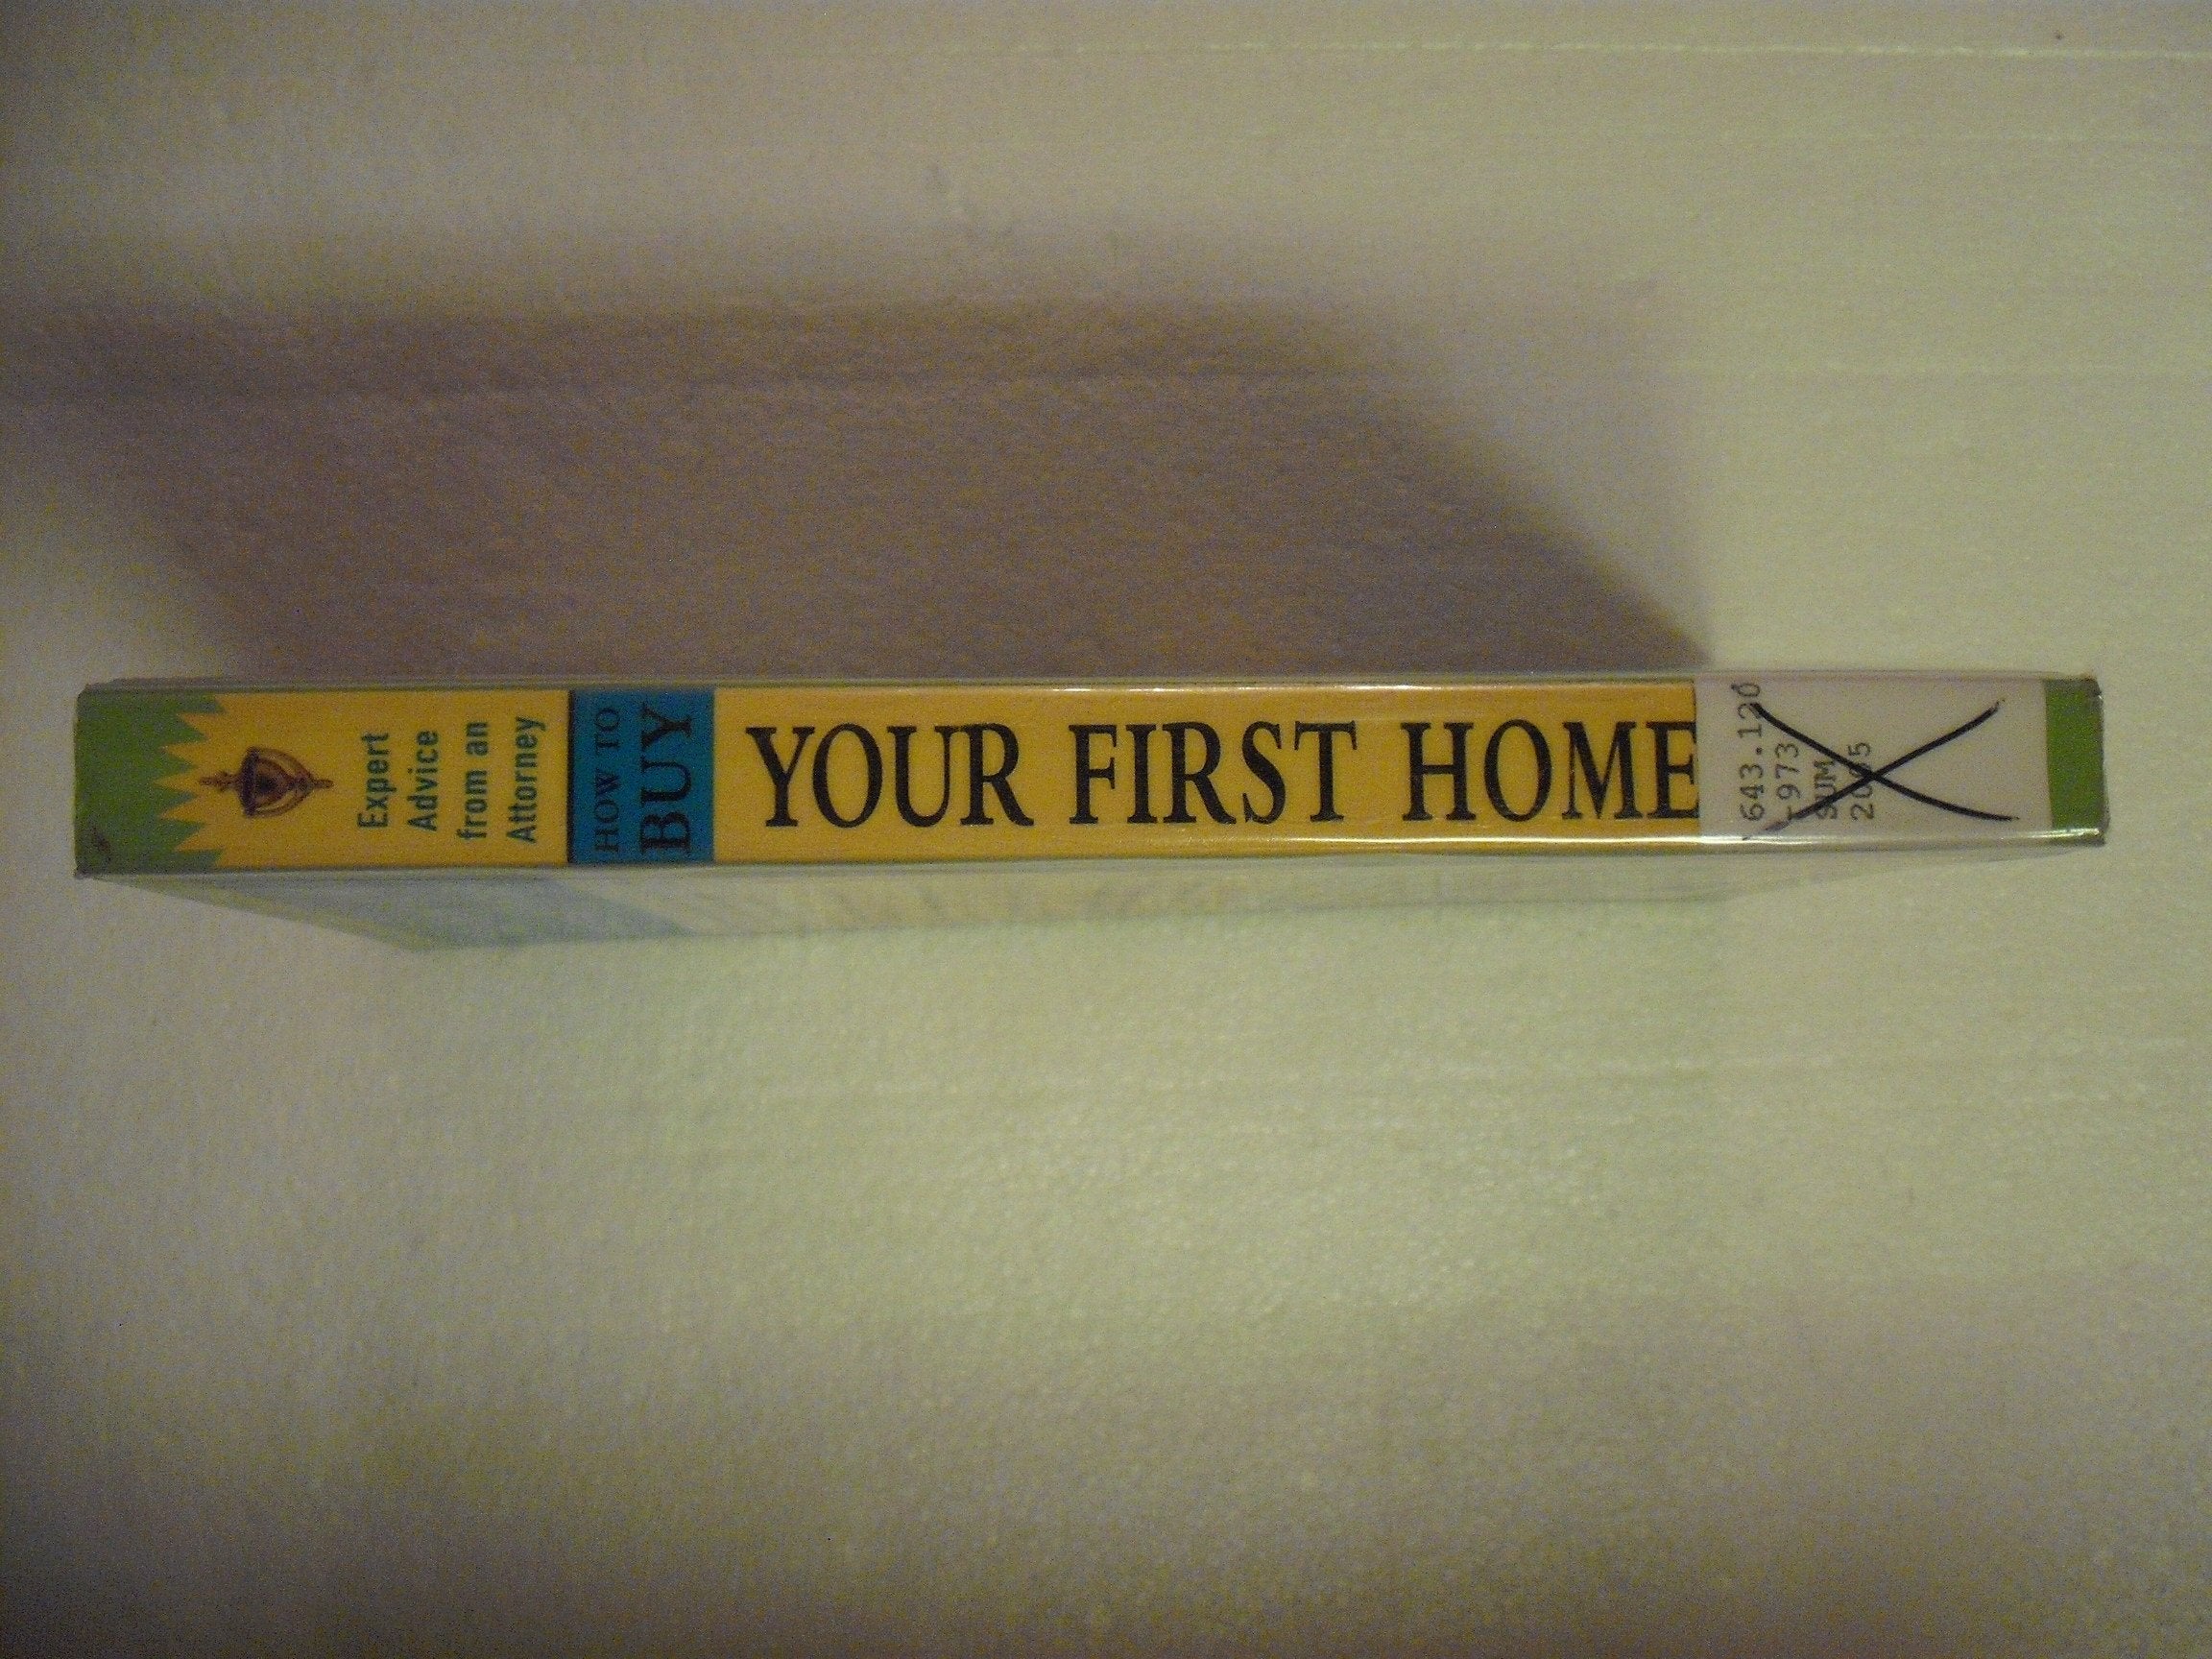 Expert
Advice
from an
Attorney
HOW TO
BUY
YOUR FIRST HOME
643.120
973
SUM
2005